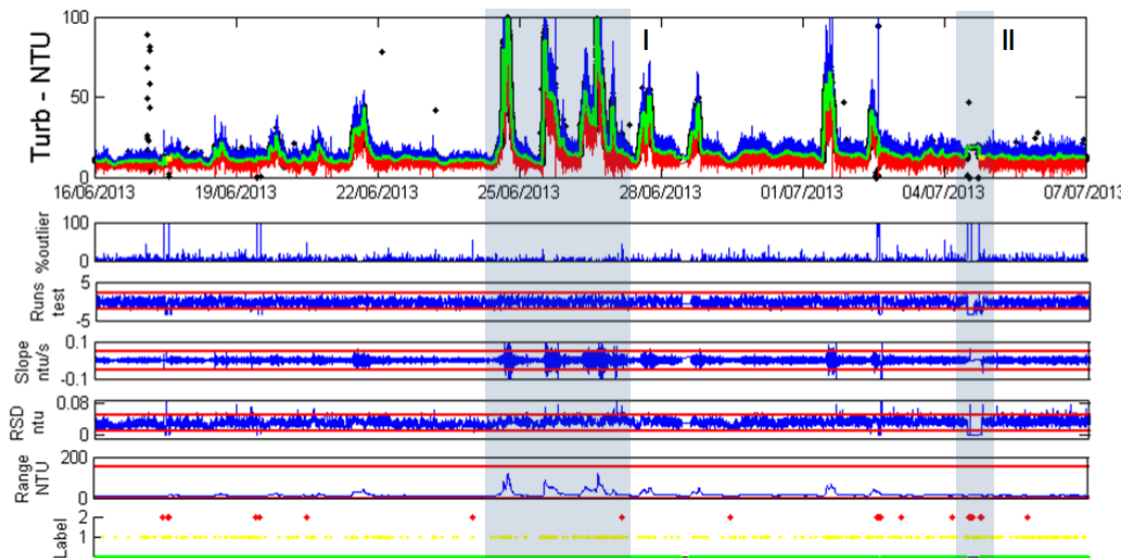 100
I
II
Turb - NTU
50
0
16/06/2013 19/06/2013 22/06/2013 25/06/2013 28/06/2013 01/07/2013 04/07/2013 07/07/2013
%outlier
100
0
Runs
test
5
-5
Slope
ntu/s
0.1
-0.1
RSD
ntu
0.08
0
Range
NTU
200
0
Label
2
1